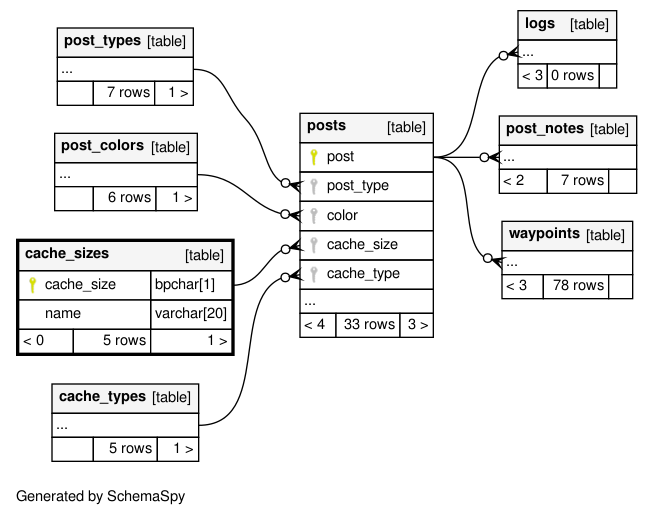 post_types [table]
...
7 rows 1 >
post_colors [table]
...
6 rows 1 >
cache_sizes [table]
cache_size bpchar[1]
name varchar[20]
< 0 5 rows 1 >
cache_types [table]
...
5 rows 1 >
posts [table]
post
post_type
color
cache_size
cache_type
...
< 4 33 rows 3 >
logs [table]
...
< 3 0 rows
post_notes [table]
...
< 2 7 rows
waypoints [table]
...
< 3 78 rows
Generated by SchemaSpy